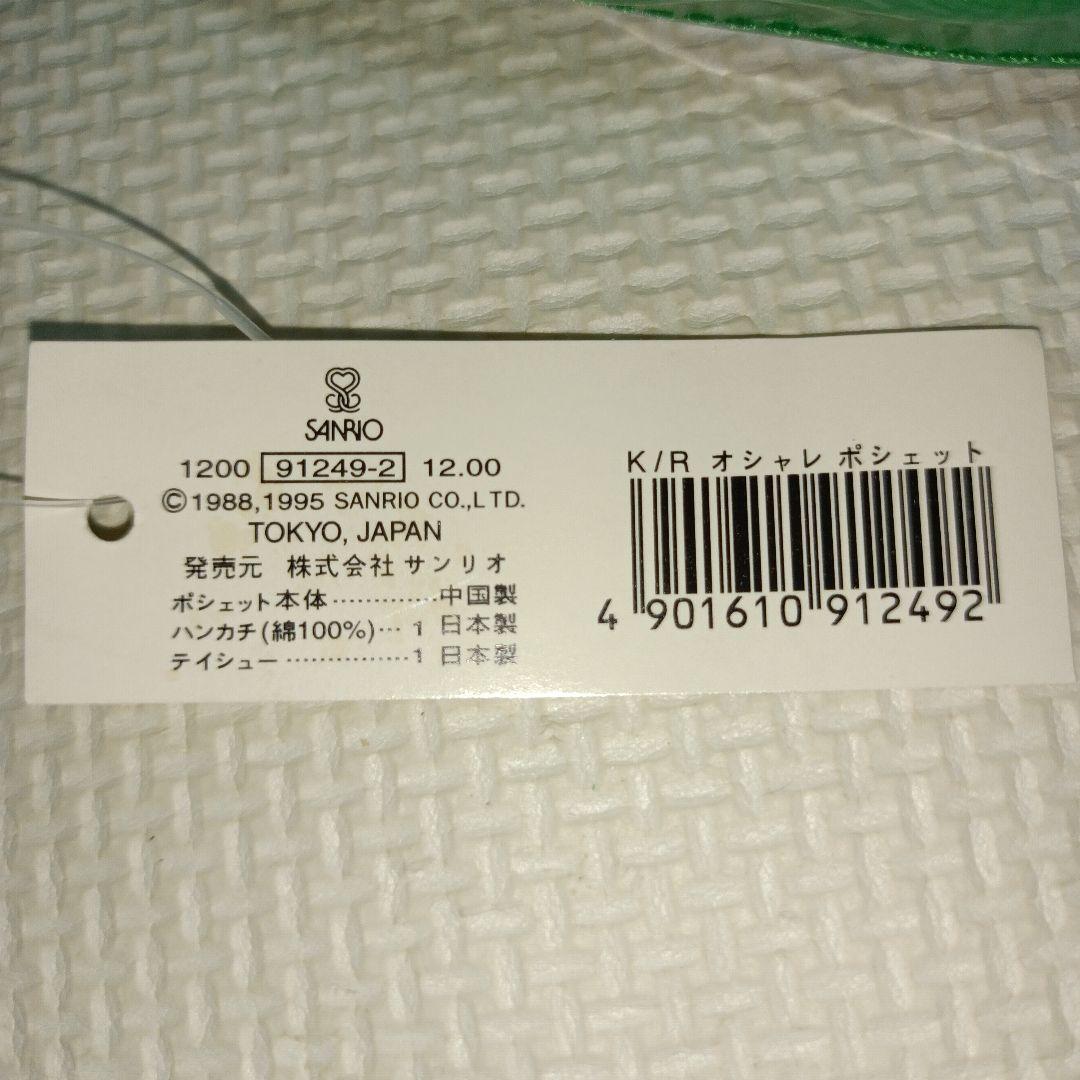 SANRIO
1200 91249-2 12.00
©1988,1995 SANRIO CO.,LTD.
TOKYO, JAPAN
発売元 株式会社サンリオ
ポシェット本体·············中国製
ハンカチ(綿100%)···1 日本製
テイシュー···············1 日本製
K/R オシャレ ポシェット
4 901610 912492